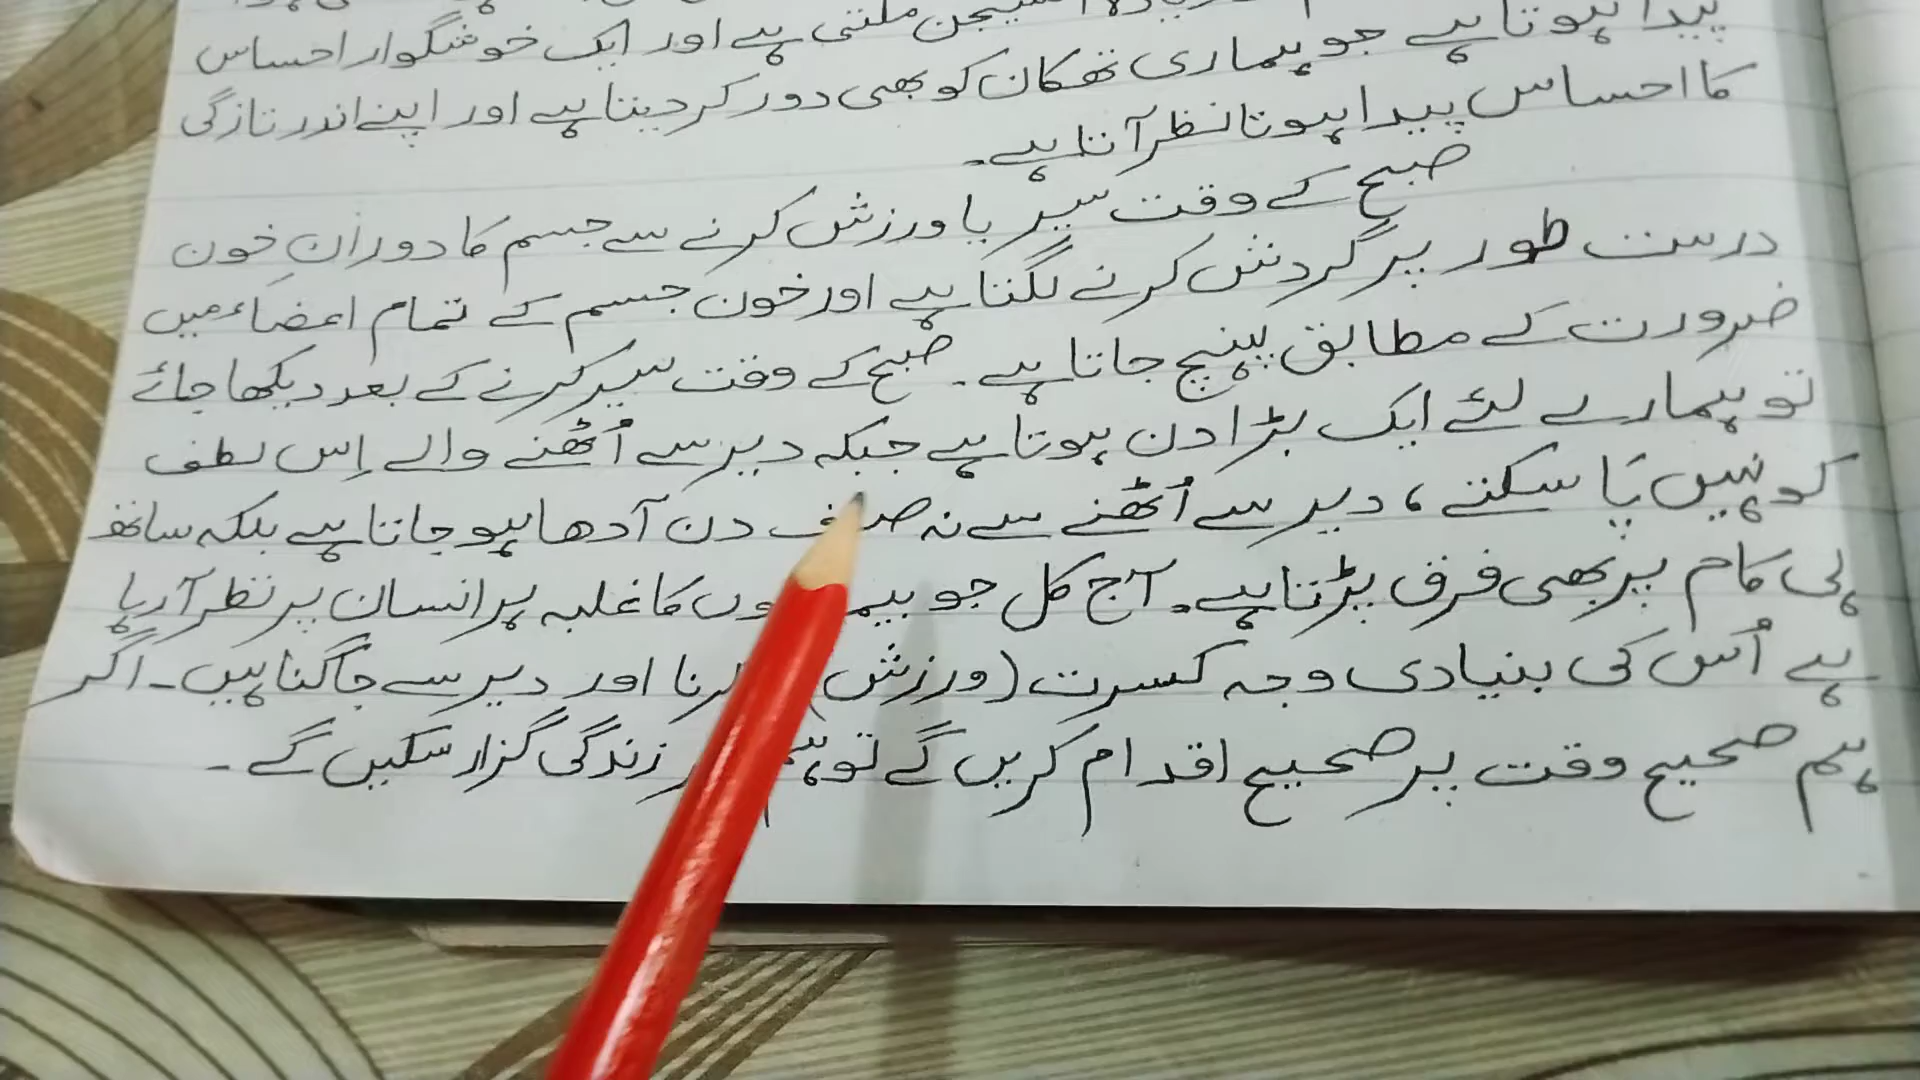 ملتی ہے اور ایک خوشگوار احساس
پیدا ہوتا ہے جو ہماری تھکان کو بھی دور کر دیتا ہے اور اپنے اندر تازگی
کا احساس پیدا ہوتا نظر آتا ہے۔
صبح کے وقت سیر یا ورزش کرنے سے جسم کا دورانِ خون
درست طور پر گردش کرنے لگتا ہے اور خون جسم کے تمام اعضاء میں
ضرورت کے مطابق پہنچ جاتا ہے۔ صبح کے وقت سیر کرنے کے بعد دیکھا جائے
تو ہمارے لئے ایک بڑا دن ہوتا ہے جبکہ دیر سے اُٹھنے والے اِس لطف
کو نہیں پا سکتے، دیر سے اُٹھنے سے نہ صرف دن آدھا ہو جاتا ہے بلکہ ساتھ
ہی کام پر بھی فرق پڑتا ہے۔ آج کل جو کا غلبہ ہر انسان پر نظر آ رہا
ہے اُس کی بنیادی وجہ کسرت (ورزش) کرنا اور دیر سے جاگنا ہیں۔ اگر
ہم صحیح وقت پر صحیح اقدام کریں گے تو زندگی گزار سکیں گے۔